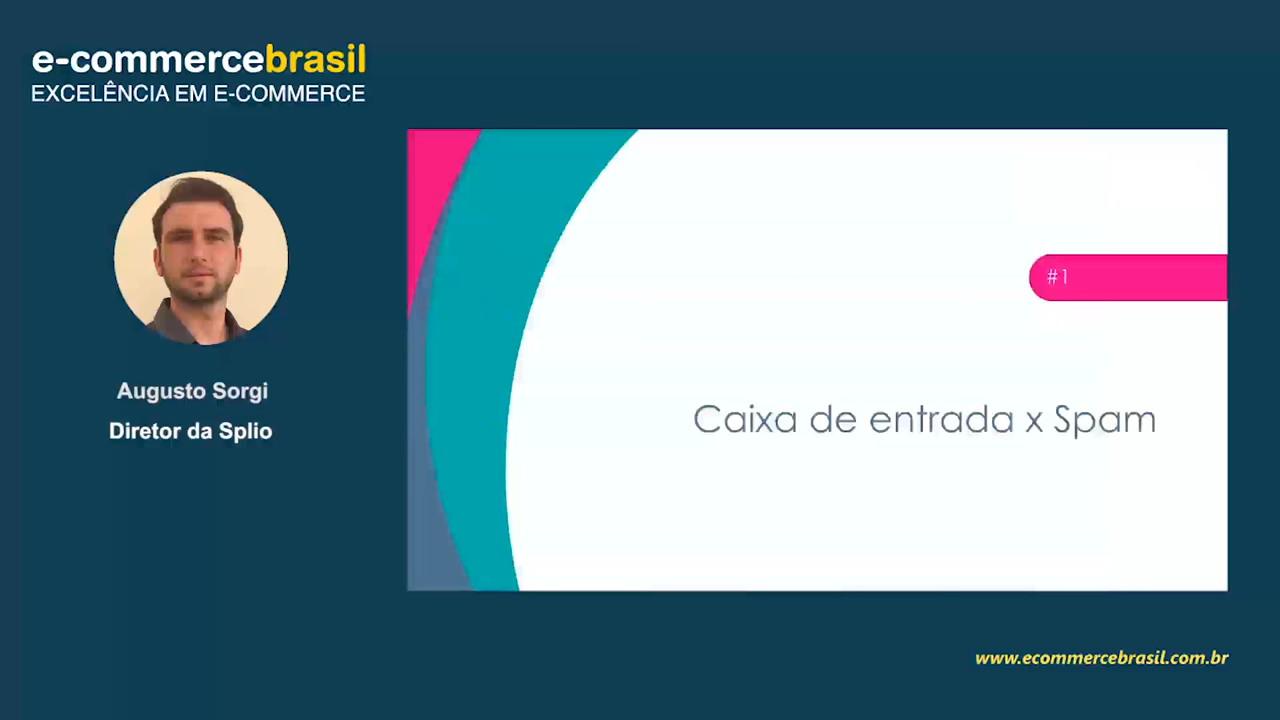 e-commercebrasil
EXCELÊNCIA EM E-COMMERCE
Augusto Sorgi
Diretor da Splio
#1
Caixa de entrada x Spam
www.ecommercebrasil.com.br